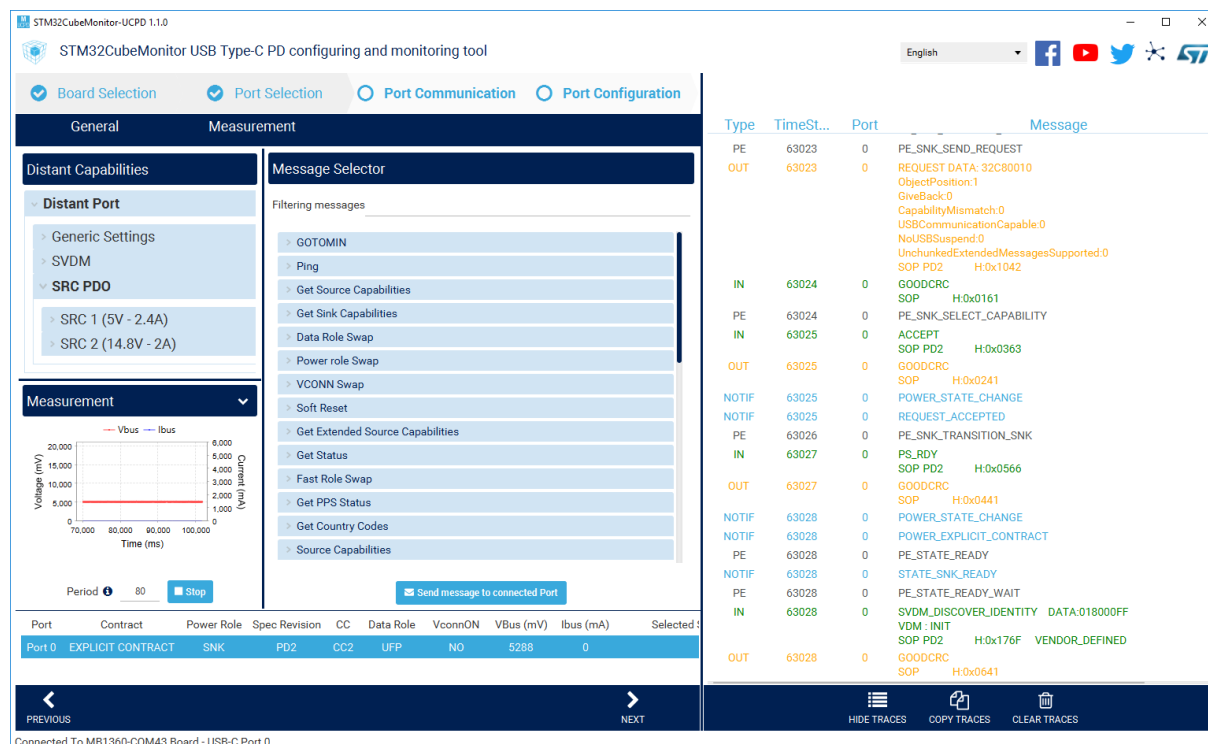 STM32CubeMonitor-UCPD 1.1.0
STM32CubeMonitor USB Type-C PD configuring and monitoring tool
English
Board Selection
Port Selection
Port Communication
Port Configuration
General
Measurement
Distant Capabilities
Distant Port
Generic Settings
SVDM
SRC PDO
SRC 1 (5V - 2.4A)
SRC 2 (14.8V - 2A)
Measurement
Vbus
Ibus
Voltage (mV)
20,000
15,000
10,000
5,000
0
6,000
5,000
4,000
3,000
2,000
1,000
0
Current (mA)
70,000 80,000 90,000 100,000
Time (ms)
Period 80
Stop
Message Selector
Filtering messages
GOTOMIN
Ping
Get Source Capabilities
Get Sink Capabilities
Data Role Swap
Power role Swap
VCONN Swap
Soft Reset
Get Extended Source Capabilities
Get Status
Fast Role Swap
Get PPS Status
Get Country Codes
Source Capabilities
Send message to connected Port
Port Contract Power Role Spec Revision CC Data Role VconnON VBus (mV) Ibus (mA) Selected
Port 0 EXPLICIT CONTRACT SNK PD2 CC2 UFP NO 5288 0
PREVIOUS
NEXT
Type TimeSt... Port Message
PE 63023 0 PE_SNK_SEND_REQUEST
OUT 63023 0 REQUEST DATA: 32C80010
ObjectPosition:1
GiveBack:0
CapabilityMismatch:0
USBCommunicationCapable:0
NoUSBSuspend:0
UnchunkedExtendedMessagesSupported:0
SOP PD2 H:0x1042
IN 63024 0 GOODCRC
SOP H:0x0161
PE 63024 0 PE_SNK_SELECT_CAPABILITY
IN 63025 0 ACCEPT
SOP PD2 H:0x0363
OUT 63025 0 GOODCRC
SOP H:0x0241
NOTIF 63025 0 POWER_STATE_CHANGE
NOTIF 63025 0 REQUEST_ACCEPTED
PE 63026 0 PE_SNK_TRANSITION_SNK
IN 63027 0 PS_RDY
SOP PD2 H:0x0566
OUT 63027 0 GOODCRC
SOP H:0x0441
NOTIF 63028 0 POWER_STATE_CHANGE
NOTIF 63028 0 POWER_EXPLICIT_CONTRACT
PE 63028 0 PE_STATE_READY
NOTIF 63028 0 STATE_SNK_READY
PE 63028 0 PE_STATE_READY_WAIT
IN 63028 0 SVDM_DISCOVER_IDENTITY DATA:018000FF
VDM : INIT
SOP PD2 H:0x176F VENDOR_DEFINED
OUT 63028 0 GOODCRC
SOP H:0x0641
HIDE TRACES
COPY TRACES
CLEAR TRACES
Connected To MB1360-COM43 Board - USB-C Port 0